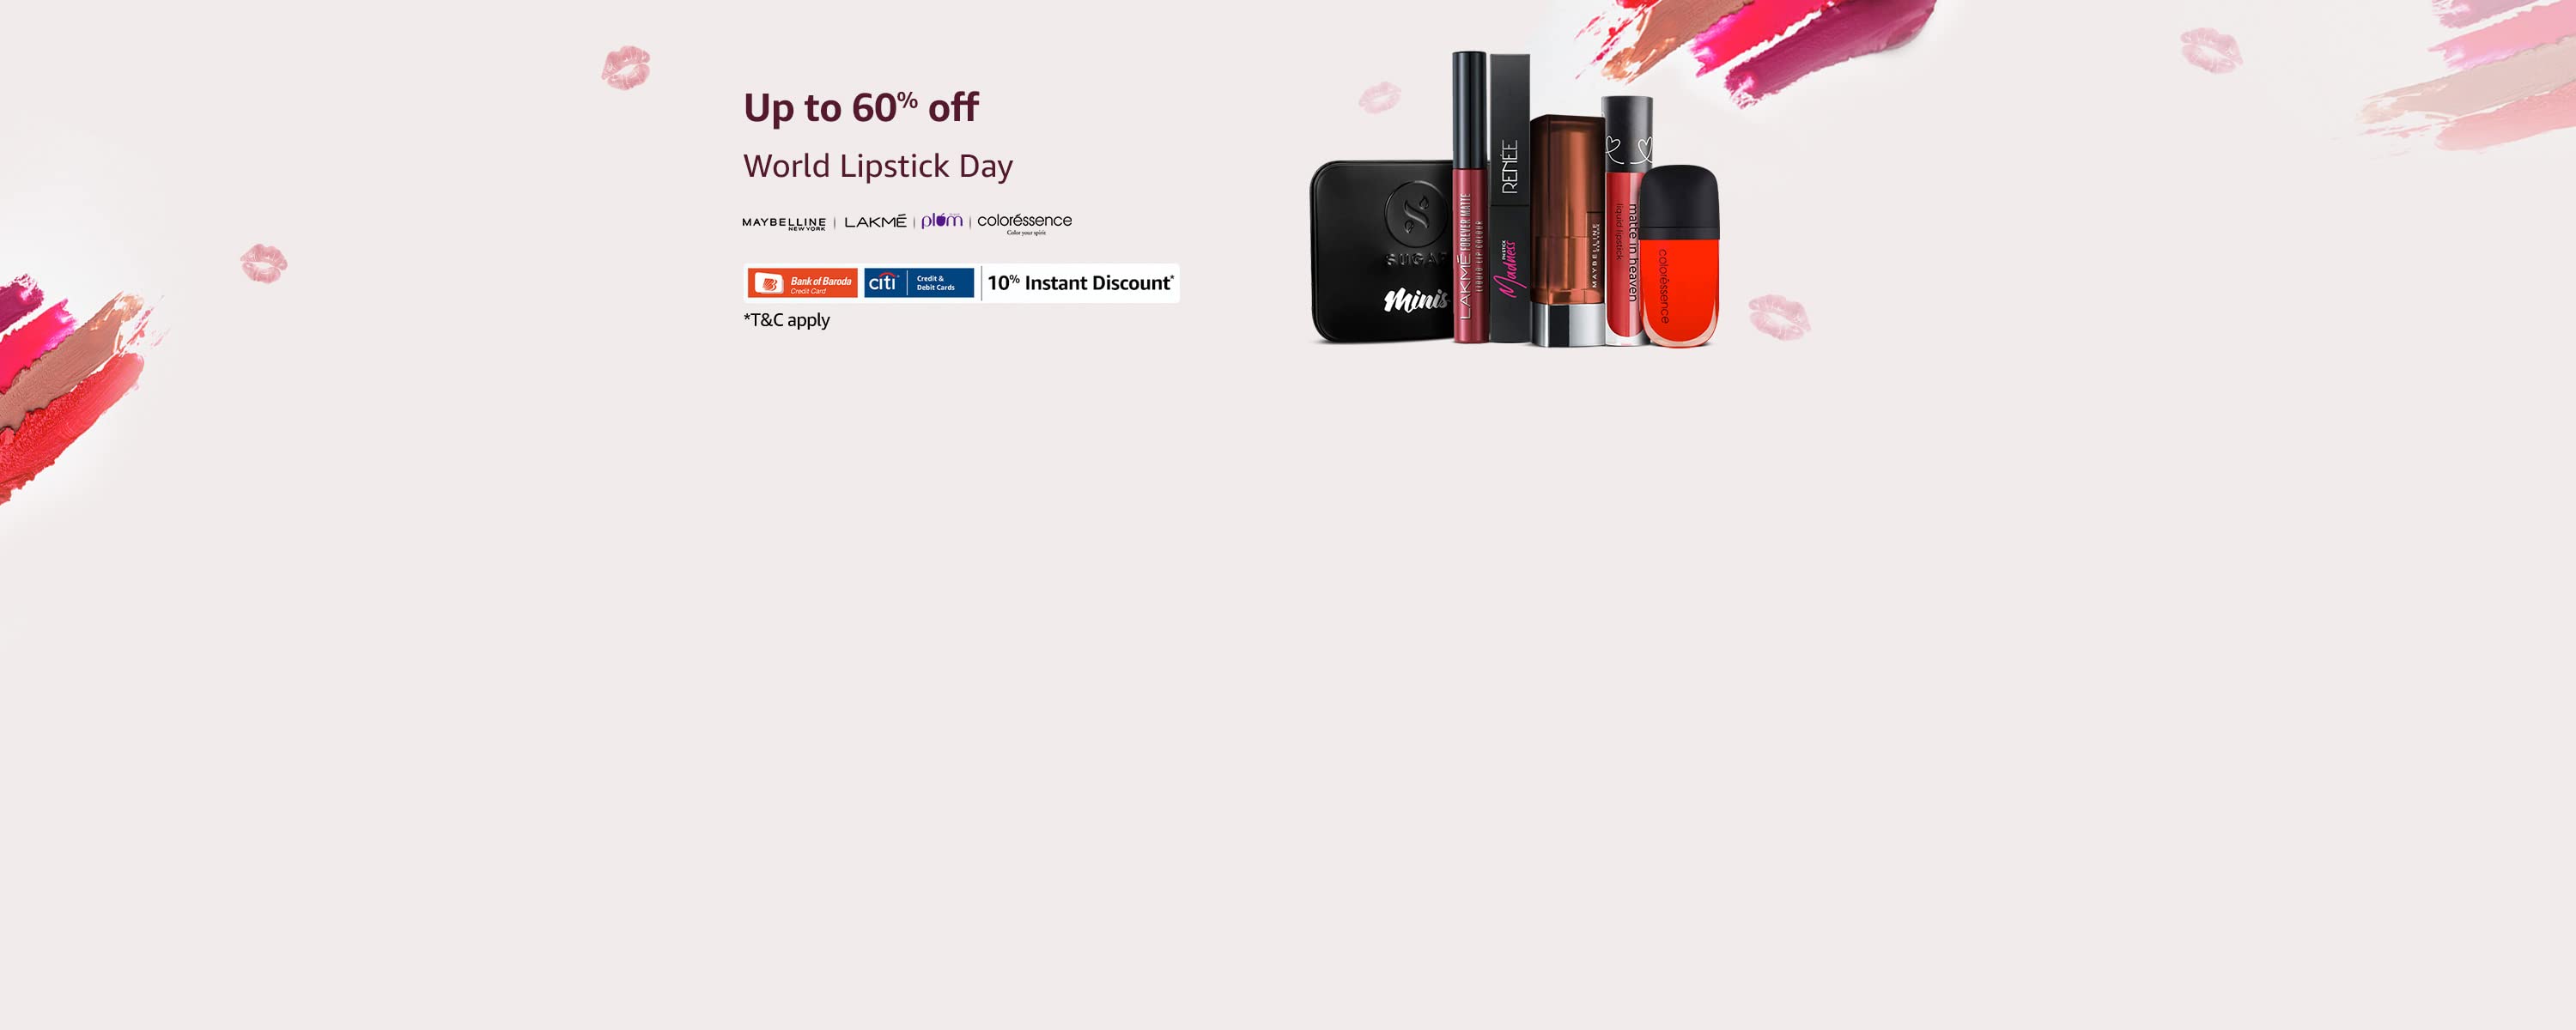 Up to 60% off
World Lipstick Day
MAYBELLINE NEW YORK | LAKMÉ | plum | coloréssence Color your spirit
Bank of Baroda Credit Card citi Credit & Debit Cards 10% Instant Discount*
*T&C apply
SUGAR
Minis
LAKMÉ FOREVER MATTE
LIQUID LIP COLOUR
RENÉE
Madness
MAYBELLINE
NEW YORK
matte in heaven
liquid lipstick
coloréssence